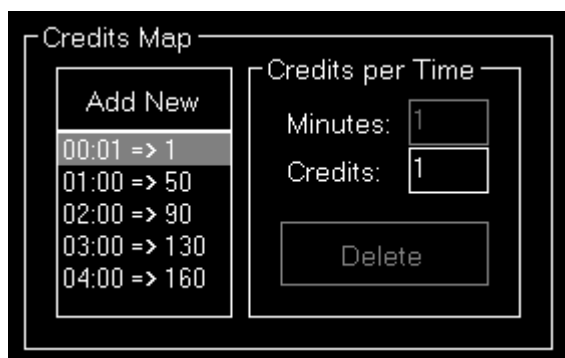 Credits Map
Add New
00:01 => 1
01:00 => 50
02:00 => 90
03:00 => 130
04:00 => 160
Credits per Time
Minutes: 1
Credits: 1
Delete